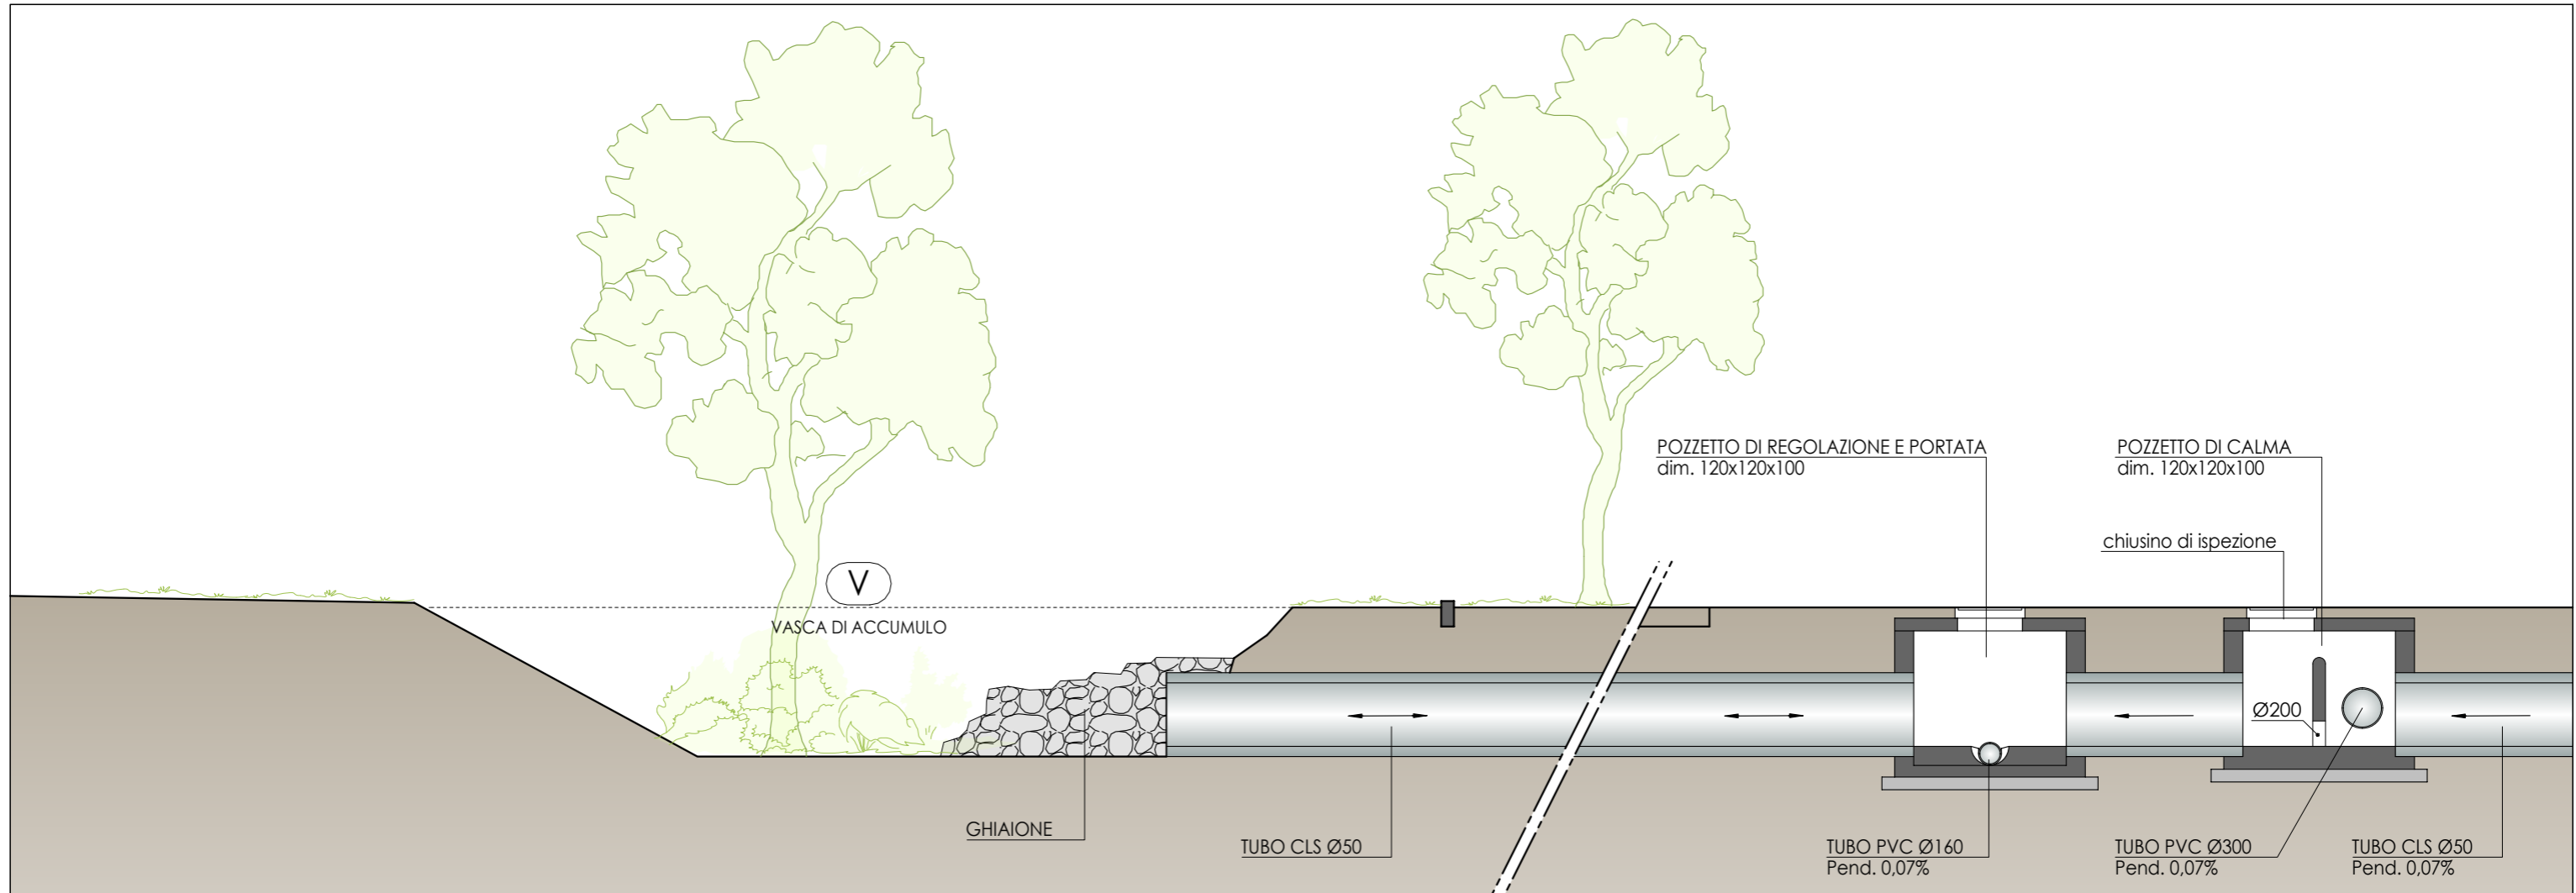 POZZETTO DI REGOLAZIONE E PORTATA
dim. 120x120x100
POZZETTO DI CALMA
dim. 120x120x100
chiusino di ispezione
V
VASCA DI ACCUMULO
Ø200
GHIAIONE
TUBO CLS Ø50
TUBO PVC Ø160
Pend. 0,07%
TUBO PVC Ø300
Pend. 0,07%
TUBO CLS Ø50
Pend. 0,07%